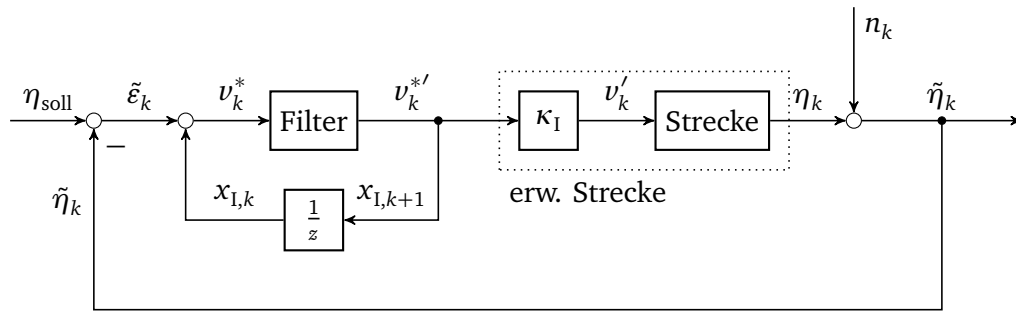 n_k
η_soll ε̃_k v_k^* Filter v_k^{*′} κ_I v_k^′ Strecke η_k η̃_k
−
η̃_k x_{I,k} 1/z x_{I,k+1} erw. Strecke